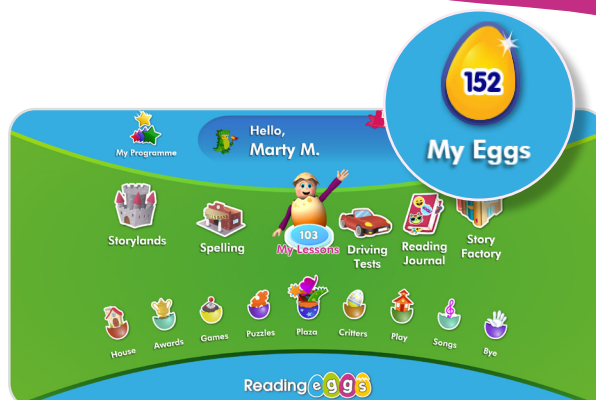 152
My Eggs
My Programme
Hello,
Marty M.
Storylands
Spelling
103
My Lessons
Driving
Tests
Reading
Journal
Story
Factory
House
Awards
Games
Puzzles
Plaza
Critters
Play
Songs
Bye
Reading eggs